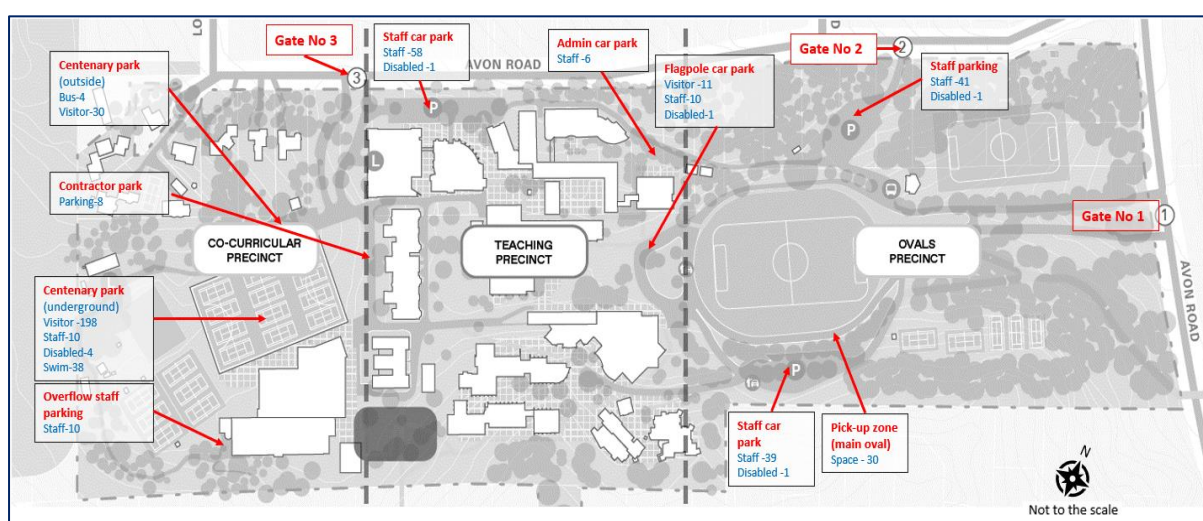 LO
Gate No 3
3
Staff car park
Staff -58
Disabled -1
AVON ROAD
Admin car park
Staff -6
Flagpole car park
Visitor -11
Staff-10
Disabled-1
Gate No 2
2
D
Staff parking
Staff -41
Disabled -1
Centenary park
(outside)
Bus-4
Visitor-30
Contractor park
Parking-8
P
L
P
Gate No 1
1
CO-CURRICULAR
PRECINCT
TEACHING
PRECINCT
OVALS
PRECINCT
AVON ROAD
Centenary park
(underground)
Visitor -198
Staff-10
Disabled-4
Swim-38
Overflow staff
parking
Staff-10
P
Staff car
park
Staff -39
Disabled -1
Pick-up zone
(main oval)
Space - 30
N
Not to the scale